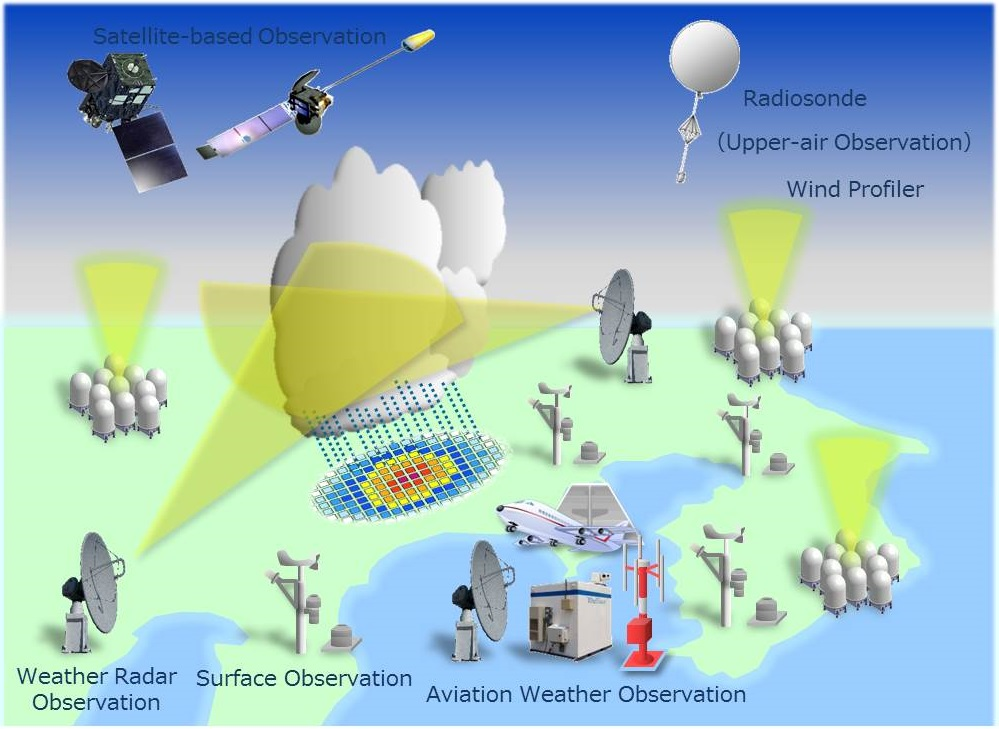 Satellite-based Observation
Radiosonde
(Upper-air Observation)
Wind Profiler
Weather Radar
Observation
Surface Observation
Aviation Weather Observation